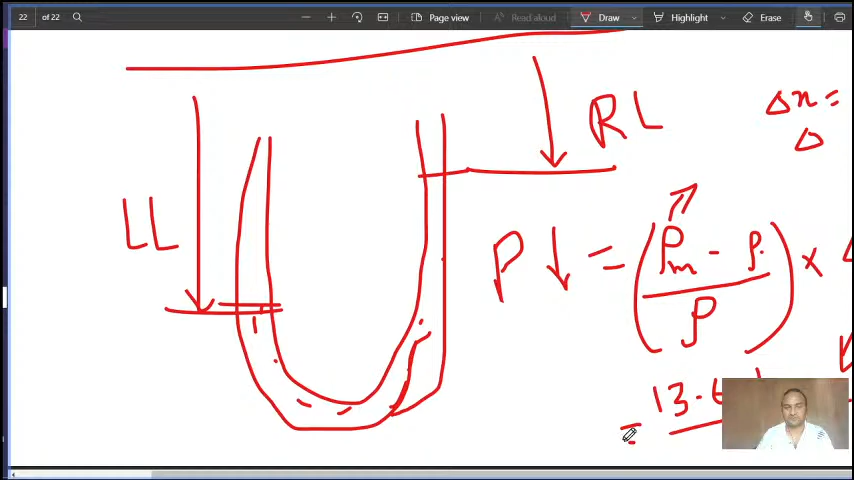 22 of 22 Page view Read aloud Draw Highlight Erase
RL
Δx =
Δ
LL
P ↓ = (ρm - ρ / ρ) ×
= 13.6